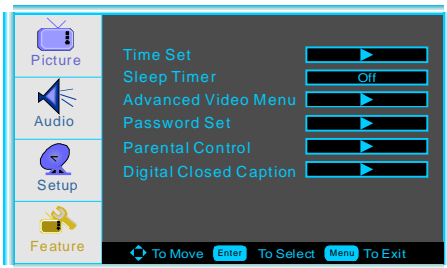 Picture
Audio
Setup
Feature
Time Set
Sleep Timer Off
Advanced Video Menu
Password Set
Parental Control
Digital Closed Caption
To Move Enter To Select Menu To Exit